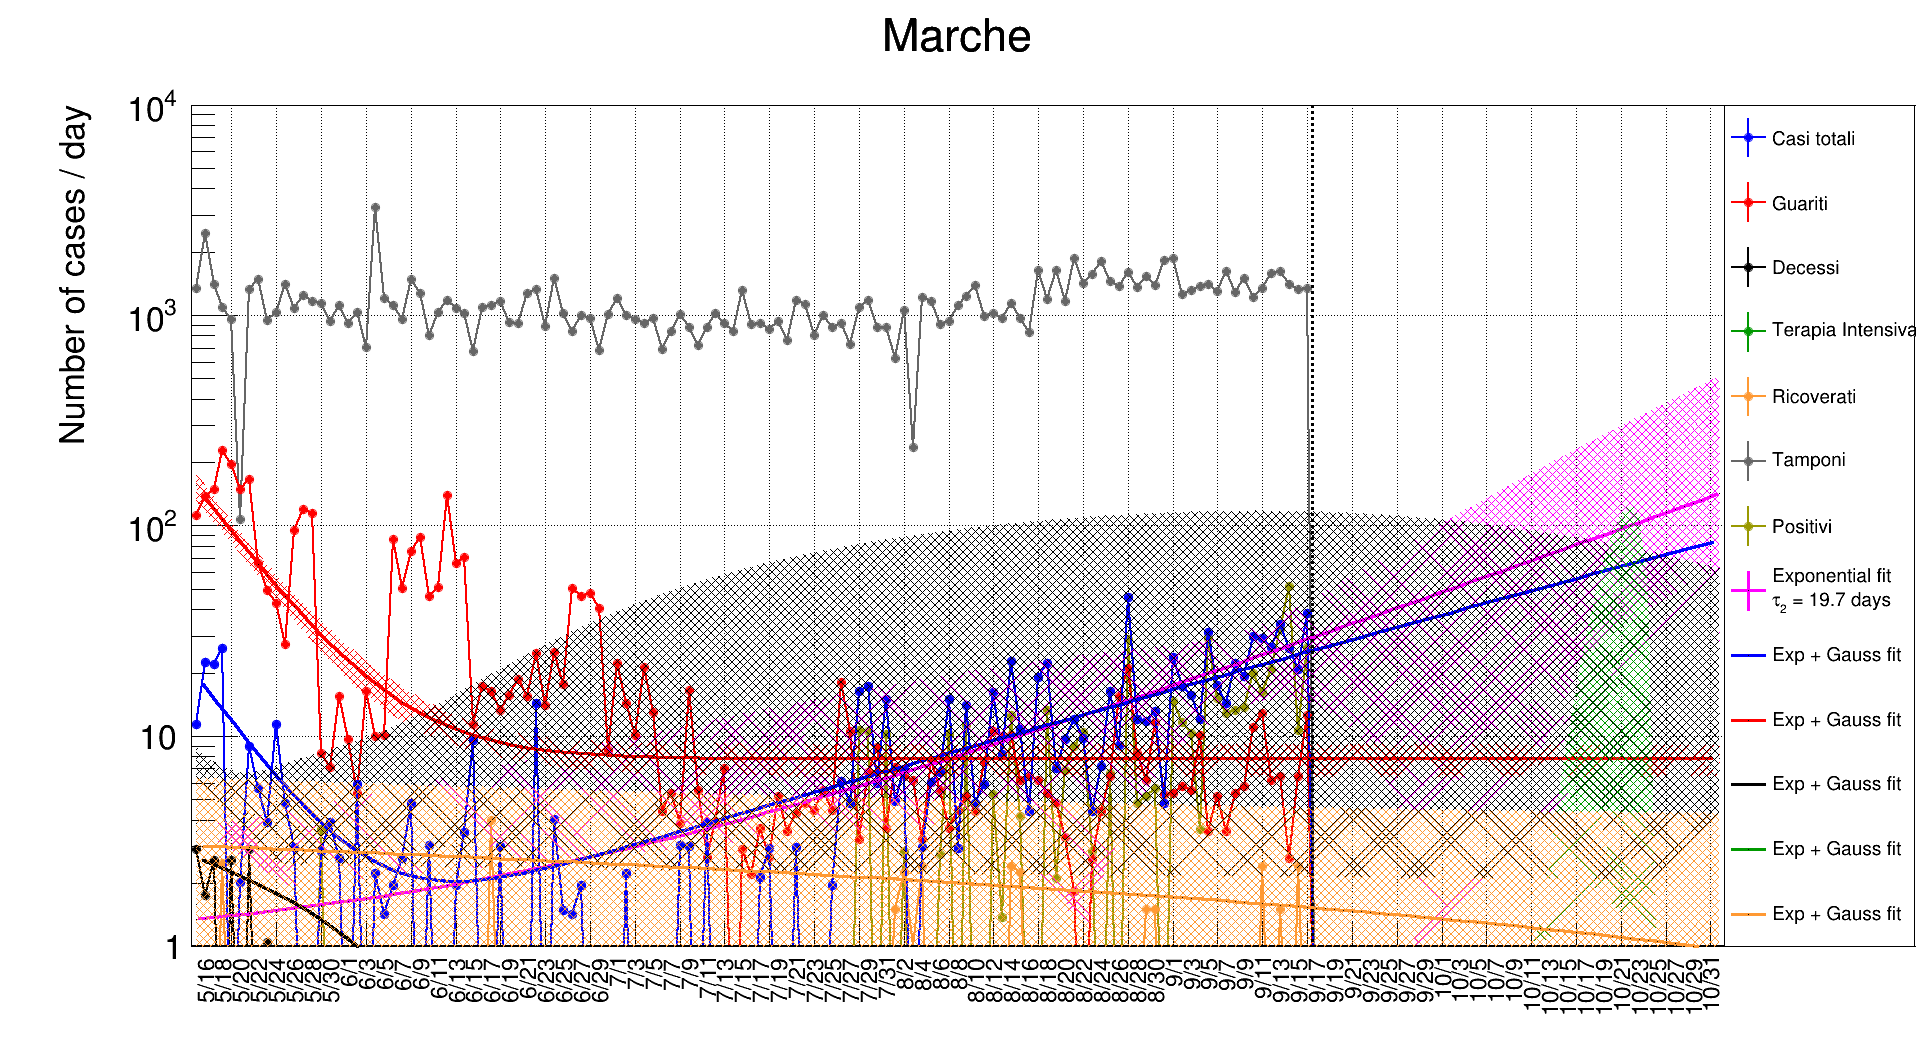 Marche
Number of cases / day
10^4
10^3
10^2
10
1
5/16 5/18 5/20 5/22 5/24 5/26 5/28 5/30 6/1 6/3 6/5 6/7 6/9 6/11 6/13 6/15 6/17 6/19 6/21 6/23 6/25 6/27 6/29 7/1 7/3 7/5 7/7 7/9 7/11 7/13 7/15 7/17 7/19 7/21 7/23 7/25 7/27 7/29 7/31 8/2 8/4 8/6 8/8 8/10 8/12 8/14 8/16 8/18 8/20 8/22 8/24 8/26 8/28 8/30 9/1 9/3 9/5 9/7 9/9 9/11 9/13 9/15 9/17 9/19 9/21 9/23 9/25 9/27 9/29 10/1 10/3 10/5 10/7 10/9 10/11 10/13 10/15 10/17 10/19 10/21 10/23 10/25 10/27 10/29 10/31
Casi totali
Guariti
Decessi
Terapia Intensiva
Ricoverati
Tamponi
Positivi
Exponential fit
τ₂ = 19.7 days
Exp + Gauss fit
Exp + Gauss fit
Exp + Gauss fit
Exp + Gauss fit
Exp + Gauss fit